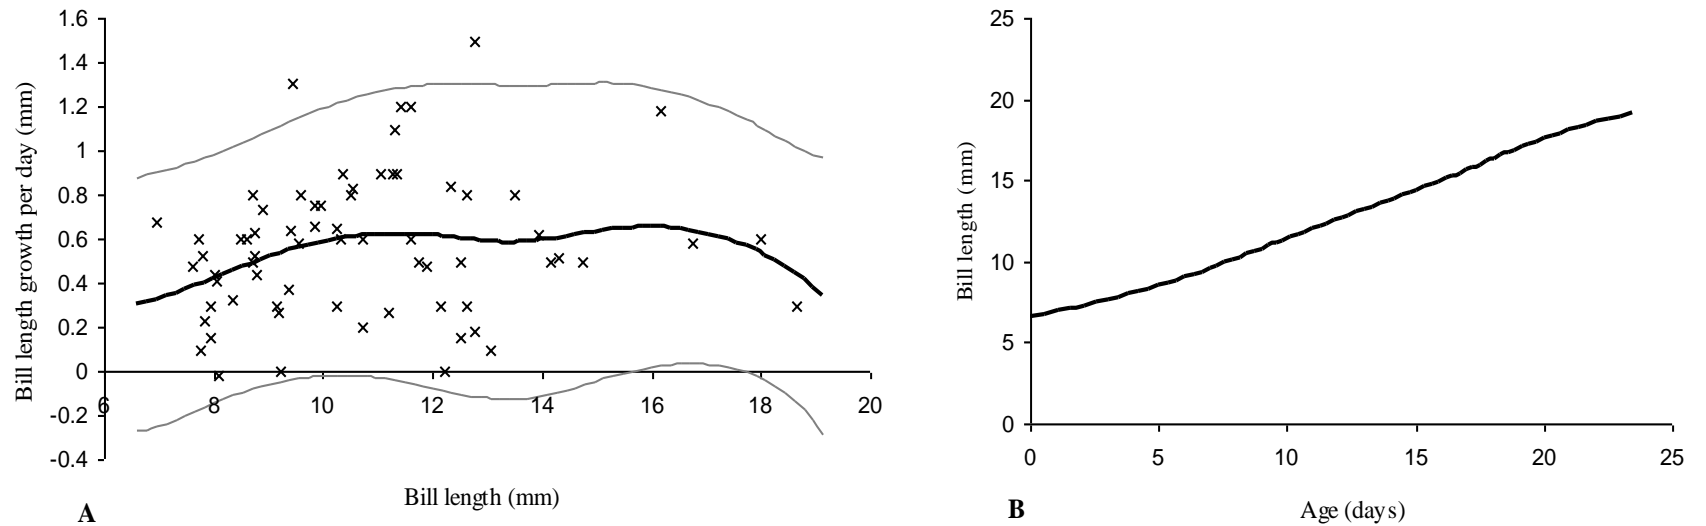 1.6
1.4
1.2
1
0.8
0.6
0.4
0.2
0
-0.2
-0.4
6 8 10 12 14 16 18 20
Bill length growth per day (mm)
Bill length (mm)
A
25
20
15
10
5
0
0 5 10 15 20 25
Bill length (mm)
Age (days)
B